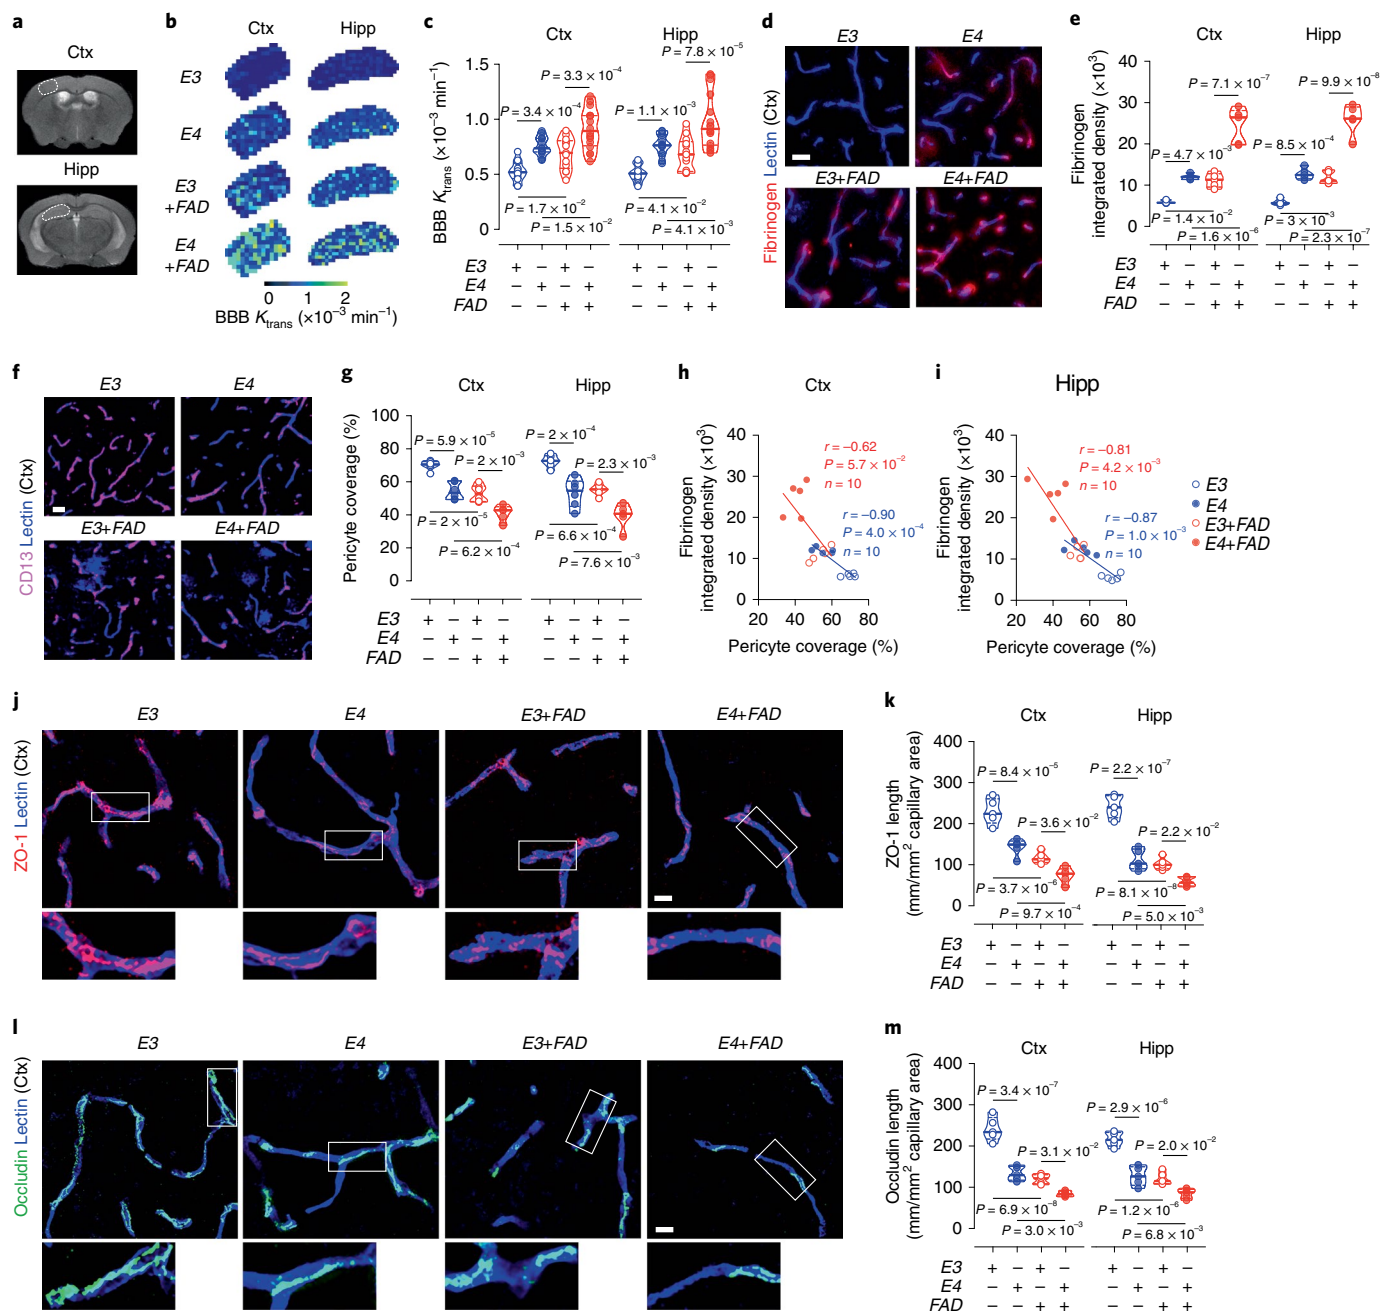 a
Ctx
Hipp
b
Ctx Hipp
E3
E4
E3
+FAD
E4
+FAD
0 1 2
BBB Ktrans (×10−3 min−1)
c
Ctx Hipp
BBB Ktrans (×10−3 min−1)
1.5
1.0
0.5
0
P = 3.4 × 10−4
P = 3.3 × 10−4
P = 1.7 × 10−2
P = 1.5 × 10−2
P = 1.1 × 10−3
P = 7.8 × 10−5
P = 4.1 × 10−2
P = 4.1 × 10−3
E3 + − + − + − + −
E4 − + − + − + − +
FAD − − + + − − + +
d
E3 E4
E3+FAD E4+FAD
Fibrinogen Lectin (Ctx)
e
Ctx Hipp
Fibrinogen
integrated density (×103)
40
30
20
10
0
P = 4.7 × 10−3
P = 7.1 × 10−7
P = 1.4 × 10−2
P = 1.6 × 10−6
P = 8.5 × 10−4
P = 9.9 × 10−8
P = 3 × 10−3
P = 2.3 × 10−7
E3 + − + − + − + −
E4 − + − + − + − +
FAD − − + + − − + +
f
E3 E4
E3+FAD E4+FAD
CD13 Lectin (Ctx)
g
Ctx Hipp
Pericyte coverage (%)
100
80
60
40
20
0
P = 5.9 × 10−5
P = 2 × 10−3
P = 2 × 10−5
P = 6.2 × 10−4
P = 2 × 10−4
P = 2.3 × 10−3
P = 6.6 × 10−4
P = 7.6 × 10−3
E3 + − + − + − + −
E4 − + − + − + − +
FAD − − + + − − + +
h
Ctx
Fibrinogen
integrated density (×103)
40
30
20
10
0
r = −0.62
P = 5.7 × 10−2
n = 10
r = −0.90
P = 4.0 × 10−4
n = 10
20 40 60 80
Pericyte coverage (%)
i
Hipp
Fibrinogen
integrated density (×103)
40
30
20
10
0
r = −0.81
P = 4.2 × 10−3
n = 10
r = −0.87
P = 1.0 × 10−3
n = 10
20 40 60 80
Pericyte coverage (%)
E3
E4
E3+FAD
E4+FAD
j
E3 E4 E3+FAD E4+FAD
ZO-1 Lectin (Ctx)
k
Ctx Hipp
ZO-1 length
(mm/mm2 capillary area)
400
300
200
100
0
P = 8.4 × 10−5
P = 3.6 × 10−2
P = 3.7 × 10−6
P = 9.7 × 10−4
P = 2.2 × 10−7
P = 2.2 × 10−2
P = 8.1 × 10−8
P = 5.0 × 10−3
E3 + − + − + − + −
E4 − + − + − + − +
FAD − − + + − − + +
l
E3 E4 E3+FAD E4+FAD
Occludin Lectin (Ctx)
m
Ctx Hipp
Occludin length
(mm/mm2 capillary area)
400
300
200
100
0
P = 3.4 × 10−7
P = 3.1 × 10−2
P = 6.9 × 10−8
P = 3.0 × 10−3
P = 2.9 × 10−6
P = 2.0 × 10−2
P = 1.2 × 10−6
P = 6.8 × 10−3
E3 + − + − + − + −
E4 − + − + − + − +
FAD − − + + − − + +